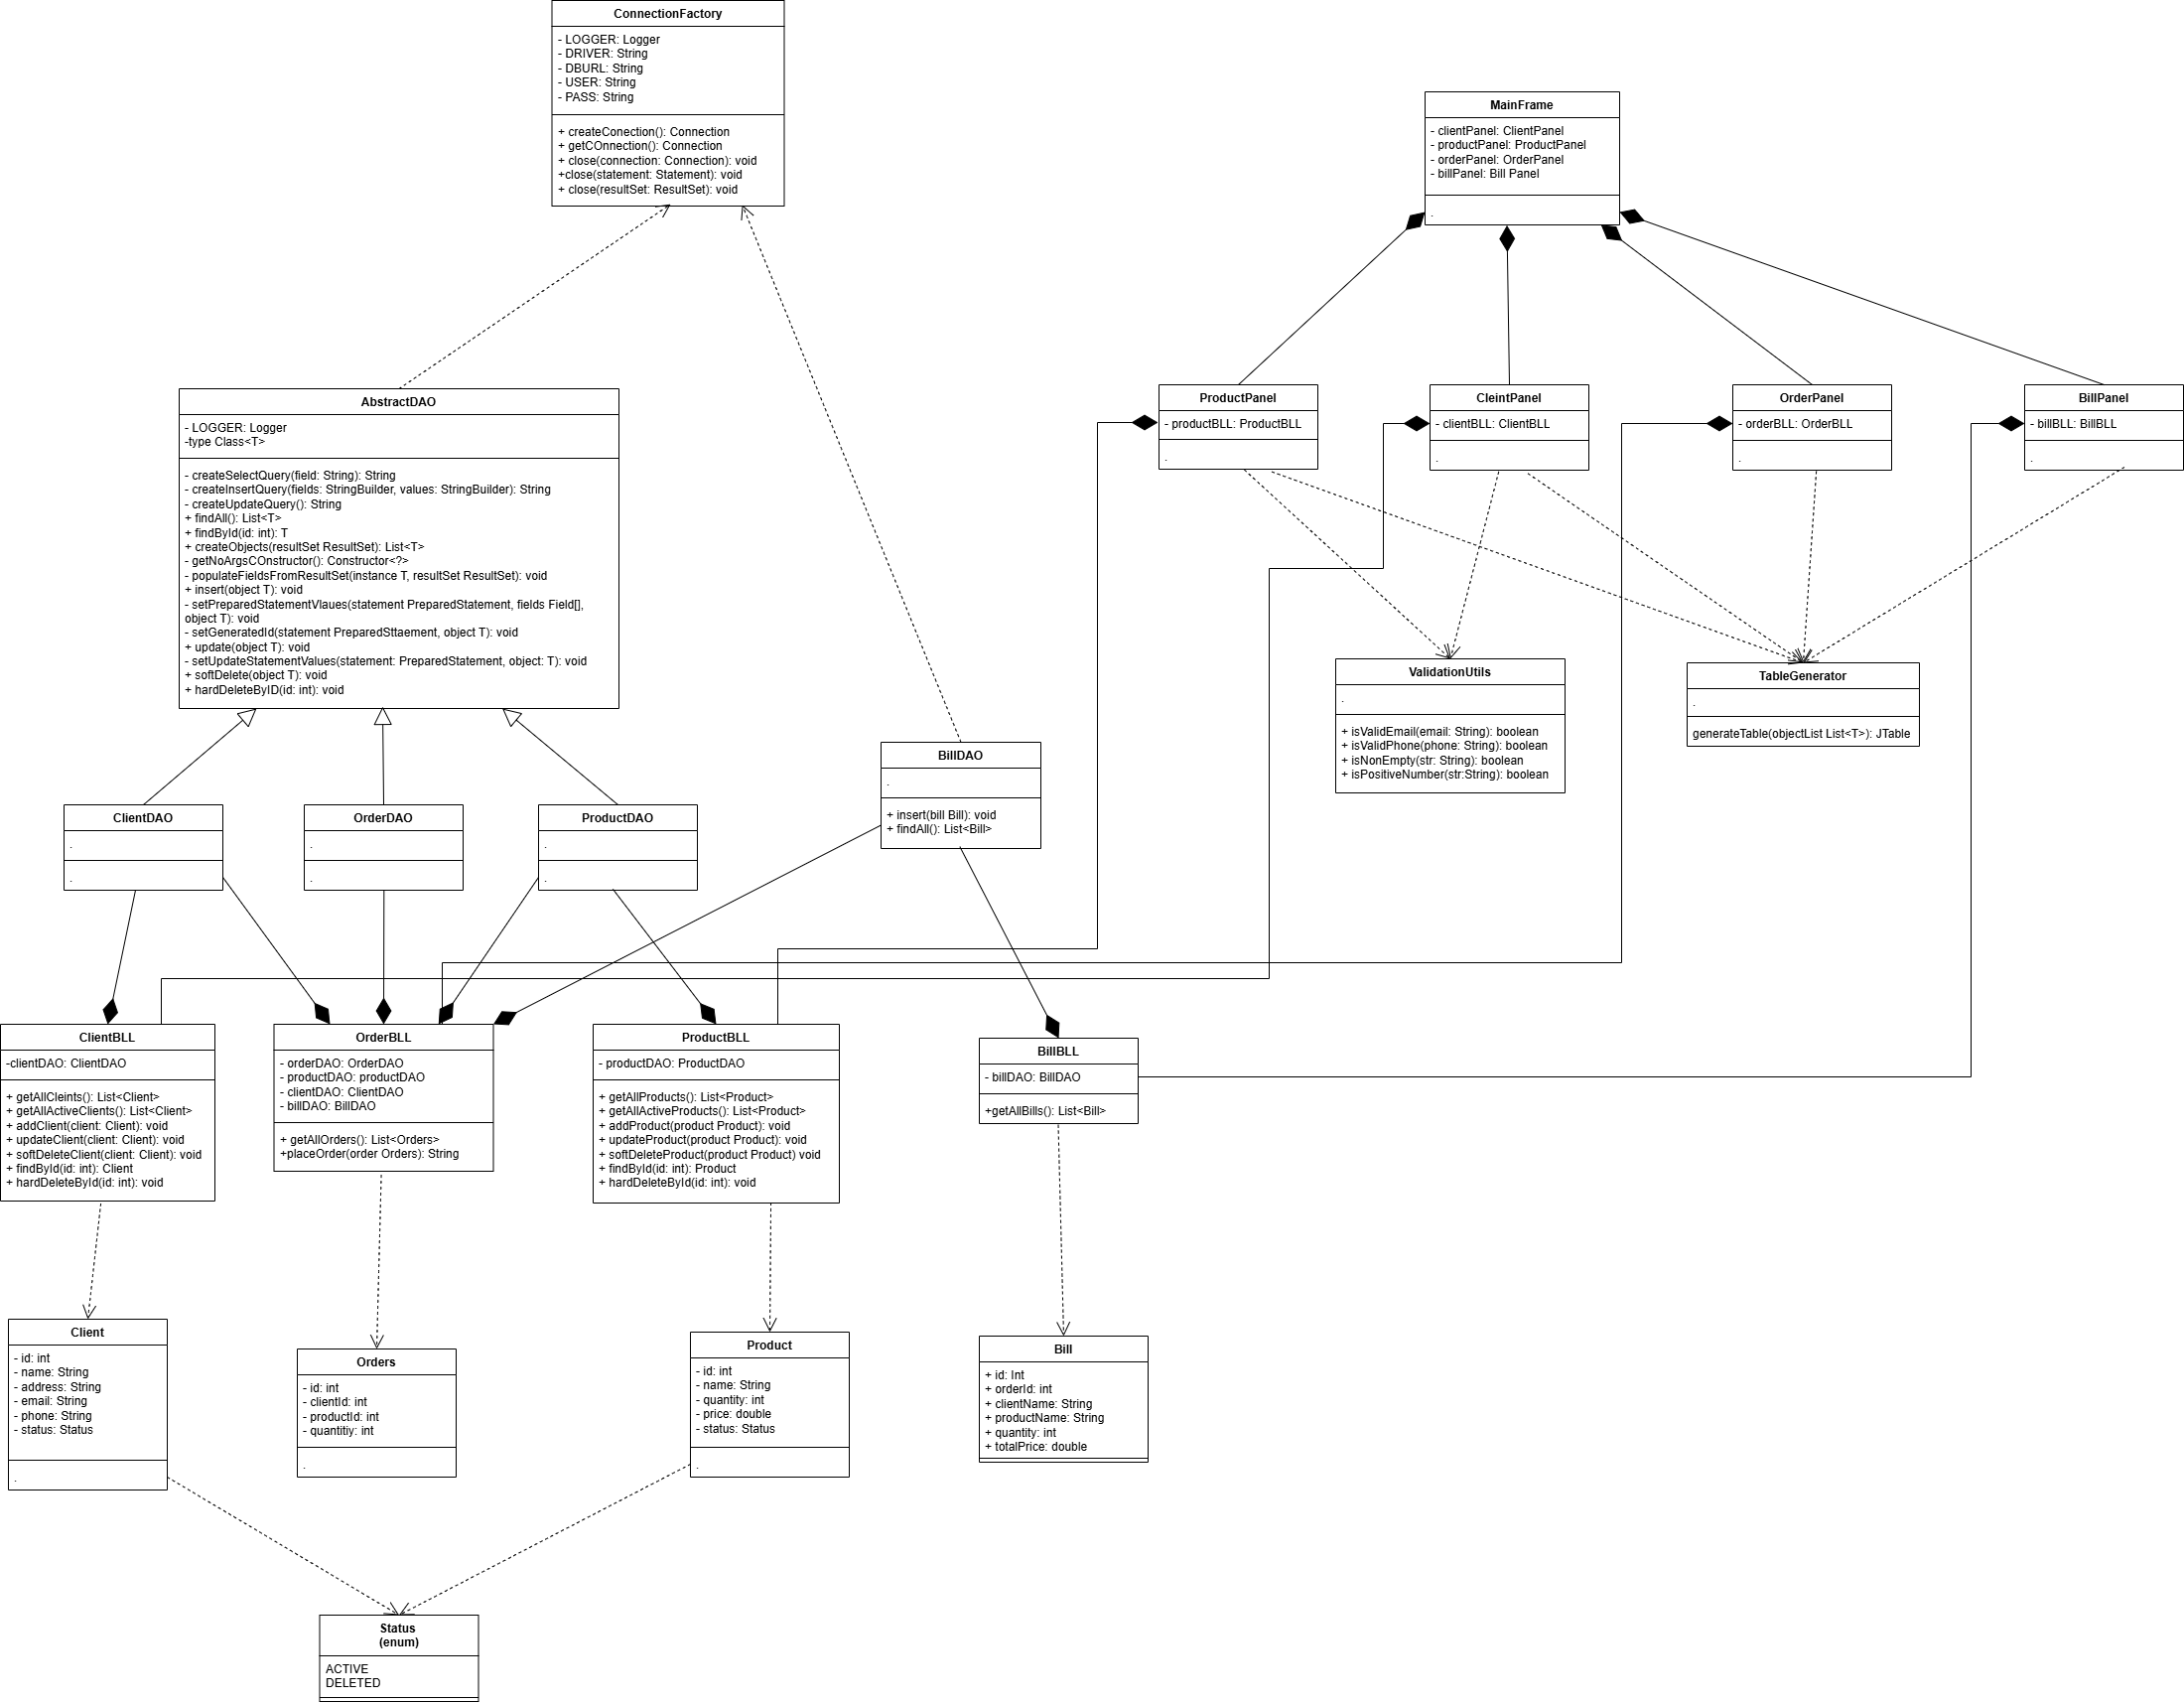 ConnectionFactory
- LOGGER: Logger
- DRIVER: String
- DBURL: String
- USER: String
- PASS: String
+ createConection(): Connection
+ getCOnnection(): Connection
+ close(connection: Connection): void
+close(statement: Statement): void
+ close(resultSet: ResultSet): void
MainFrame
- clientPanel: ClientPanel
- productPanel: ProductPanel
- orderPanel: OrderPanel
- billPanel: Bill Panel
.
AbstractDAO
- LOGGER: Logger
-type Class<T>
- createSelectQuery(field: String): String
- createInsertQuery(fields: StringBuilder, values: StringBuilder): String
- createUpdateQuery(): String
+ findAll(): List<T>
+ findById(id: int): T
+ createObjects(resultSet ResultSet): List<T>
- getNoArgsCOnstructor(): Constructor<?>
- populateFieldsFromResultSet(instance T, resultSet ResultSet): void
+ insert(object T): void
- setPreparedStatementVlaues(statement PreparedStatement, fields Field[],
object T): void
- setGeneratedId(statement PreparedSttaement, object T): void
+ update(object T): void
- setUpdateStatementValues(statement: PreparedStatement, object: T): void
+ softDelete(object T): void
+ hardDeleteByID(id: int): void
ProductPanel
- productBLL: ProductBLL
.
CleintPanel
- clientBLL: ClientBLL
.
OrderPanel
- orderBLL: OrderBLL
.
BillPanel
- billBLL: BillBLL
.
ValidationUtils
.
+ isValidEmail(email: String): boolean
+ isValidPhone(phone: String): boolean
+ isNonEmpty(str: String): boolean
+ isPositiveNumber(str:String): boolean
TableGenerator
.
generateTable(objectList List<T>): JTable
BillDAO
.
+ insert(bill Bill): void
+ findAll(): List<Bill>
ClientDAO
.
.
OrderDAO
.
.
ProductDAO
.
.
ClientBLL
-clientDAO: ClientDAO
+ getAllCleints(): List<Client>
+ getAllActiveClients(): List<Client>
+ addClient(client: Client): void
+ updateClient(client: Client): void
+ softDeleteClient(client: Client): void
+ findById(id: int): Client
+ hardDeleteById(id: int): void
OrderBLL
- orderDAO: OrderDAO
- productDAO: productDAO
- clientDAO: ClientDAO
- billDAO: BillDAO
+ getAllOrders(): List<Orders>
+placeOrder(order Orders): String
ProductBLL
- productDAO: ProductDAO
+ getAllProducts(): List<Product>
+ getAllActiveProducts(): List<Product>
+ addProduct(product Product): void
+ updateProduct(product Product): void
+ softDeleteProduct(product Product) void
+ findById(id: int): Product
+ hardDeleteById(id: int): void
BillBLL
- billDAO: BillDAO
+getAllBills(): List<Bill>
Client
- id: int
- name: String
- address: String
- email: String
- phone: String
- status: Status
.
Orders
- id: int
- clientId: int
- productId: int
- quantitiy: int
.
Product
- id: int
- name: String
- quantity: int
- price: double
- status: Status
.
Bill
+ id: Int
+ orderId: int
+ clientName: String
+ productName: String
+ quantity: int
+ totalPrice: double
Status
(enum)
ACTIVE
DELETED